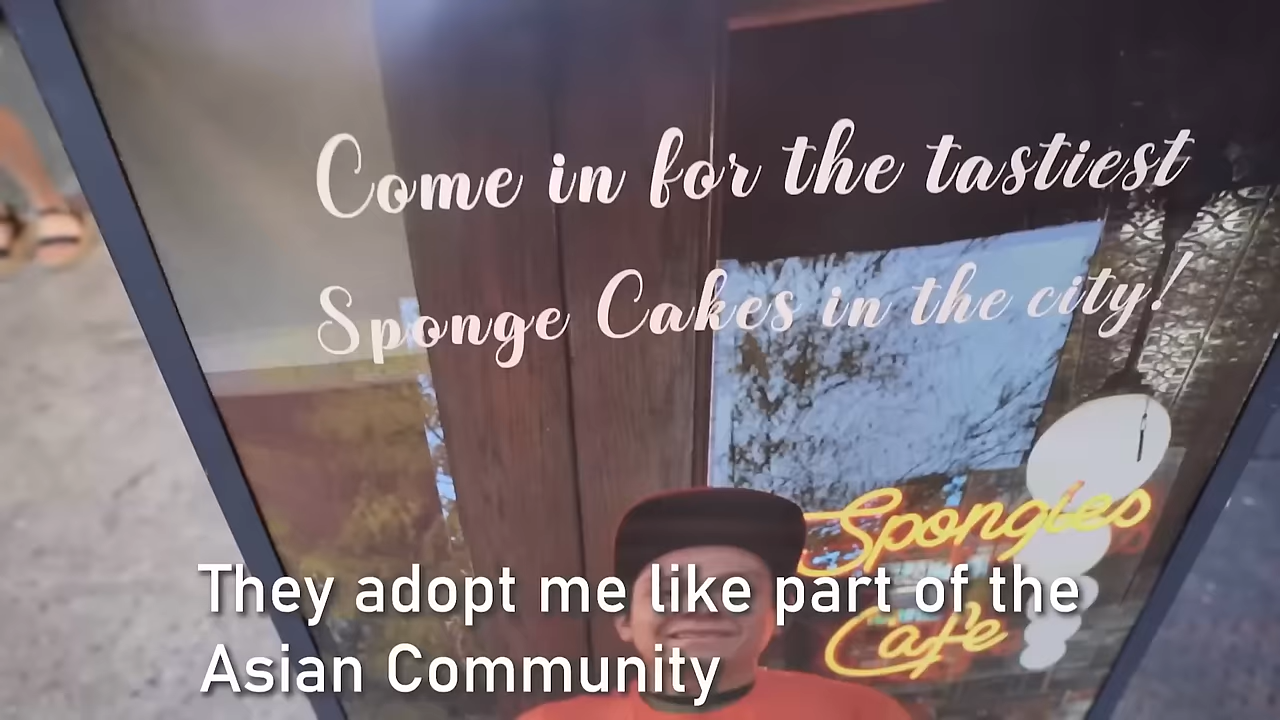 Come in for the tastiest
Sponge Cakes in the city!
Spongies
Cafe
They adopt me like part of the
Asian Community